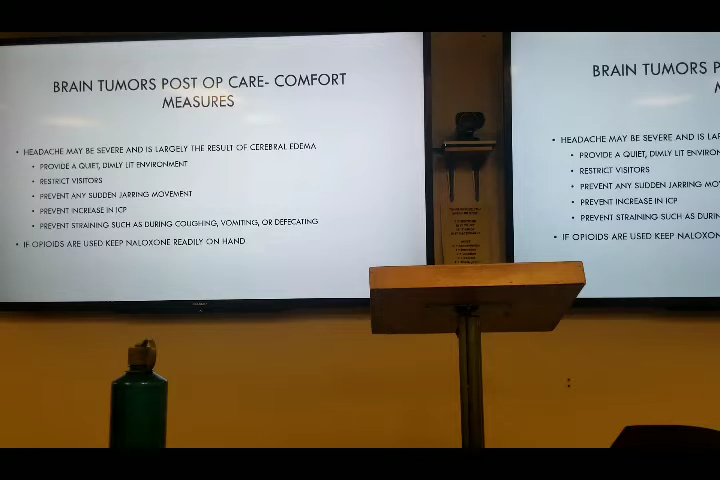 BRAIN TUMORS POST OP CARE- COMFORT
MEASURES
• HEADACHE MAY BE SEVERE AND IS LARGELY THE RESULT OF CEREBRAL EDEMA
• PROVIDE A QUIET, DIMLY LIT ENVIRONMENT
• RESTRICT VISITORS
• PREVENT ANY SUDDEN JARRING MOVEMENT
• PREVENT INCREASE IN ICP
• PREVENT STRAINING SUCH AS DURING COUGHING, VOMITING, OR DEFECATING
• IF OPIOIDS ARE USED KEEP NALOXONE READILY ON HAND
BRAIN TUMORS P
• HEADACHE MAY BE SEVERE AND IS LAR
• PROVIDE A QUIET, DIMLY LIT ENVIRON
• RESTRICT VISITORS
• PREVENT ANY SUDDEN JARRING MO
• PREVENT INCREASE IN ICP
• PREVENT STRAINING SUCH AS DURIN
• IF OPIOIDS ARE USED KEEP NALOXON